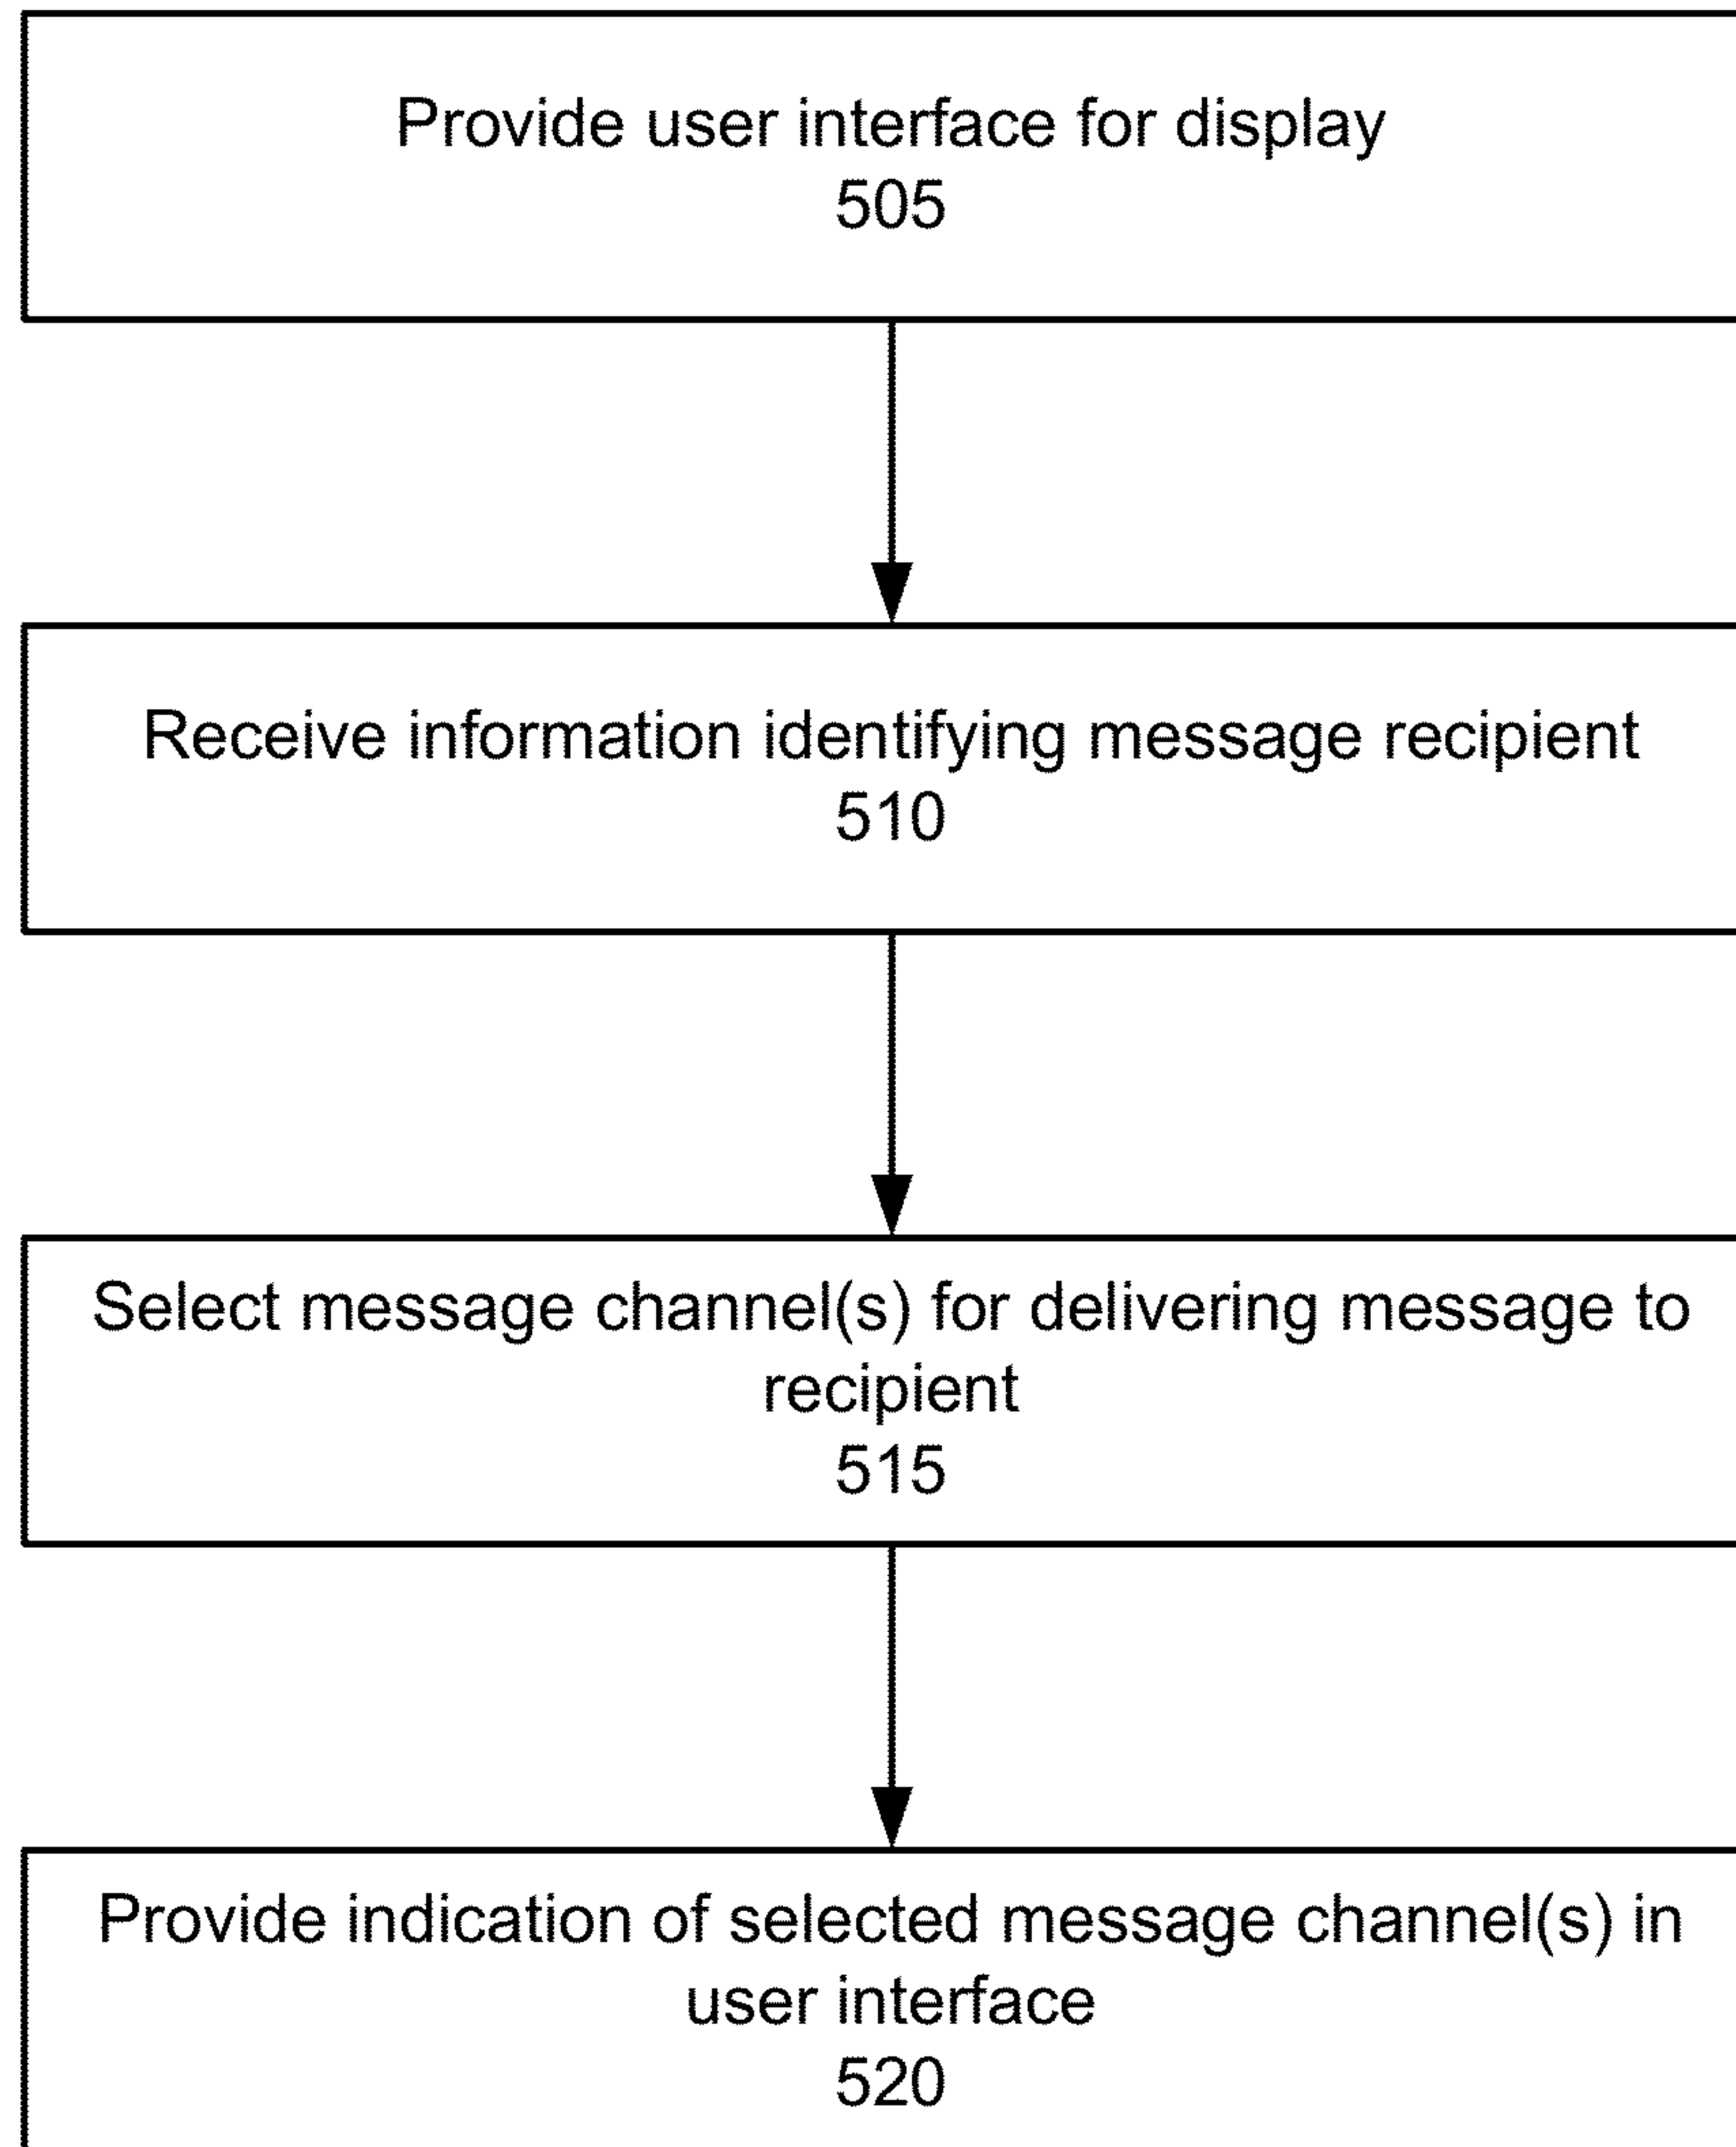 Provide user interface for display
505
Receive information identifying message recipient
510
Select message channel(s) for delivering message to
recipient
515
Provide indication of selected message channel(s) in
user interface
520